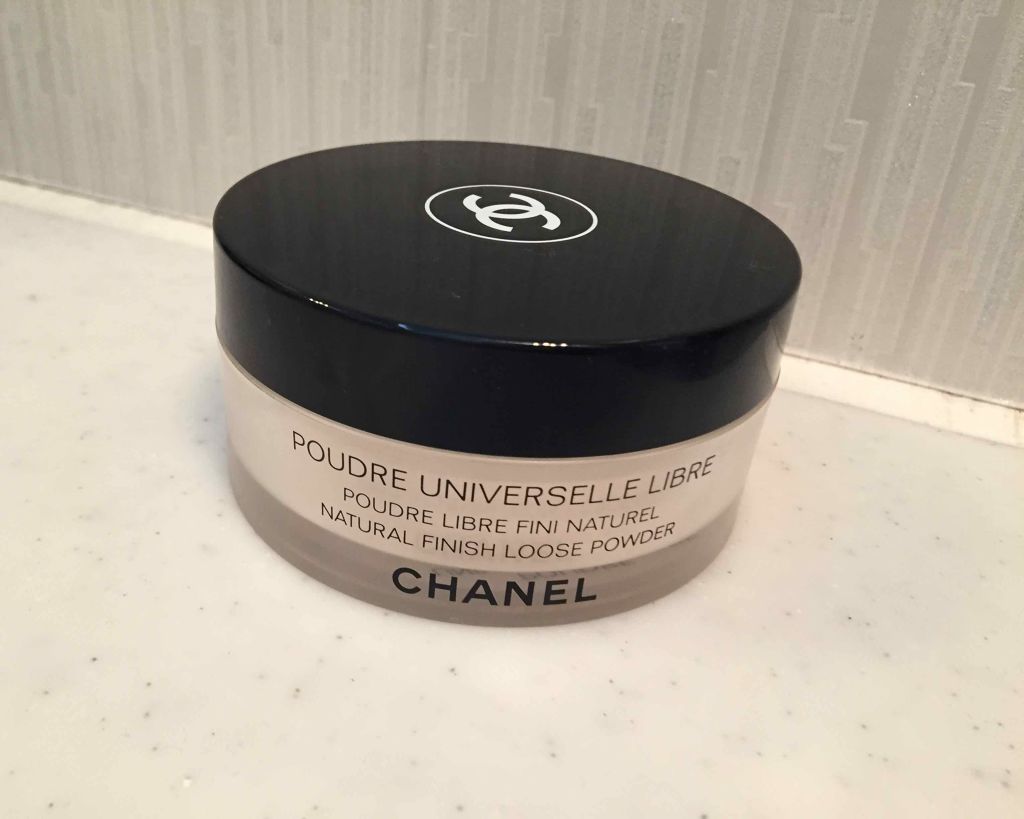 POUDRE UNIVERSELLE LIBRE
POUDRE LIBRE FINI NATUREL
NATURAL FINISH LOOSE POWDER
CHANEL